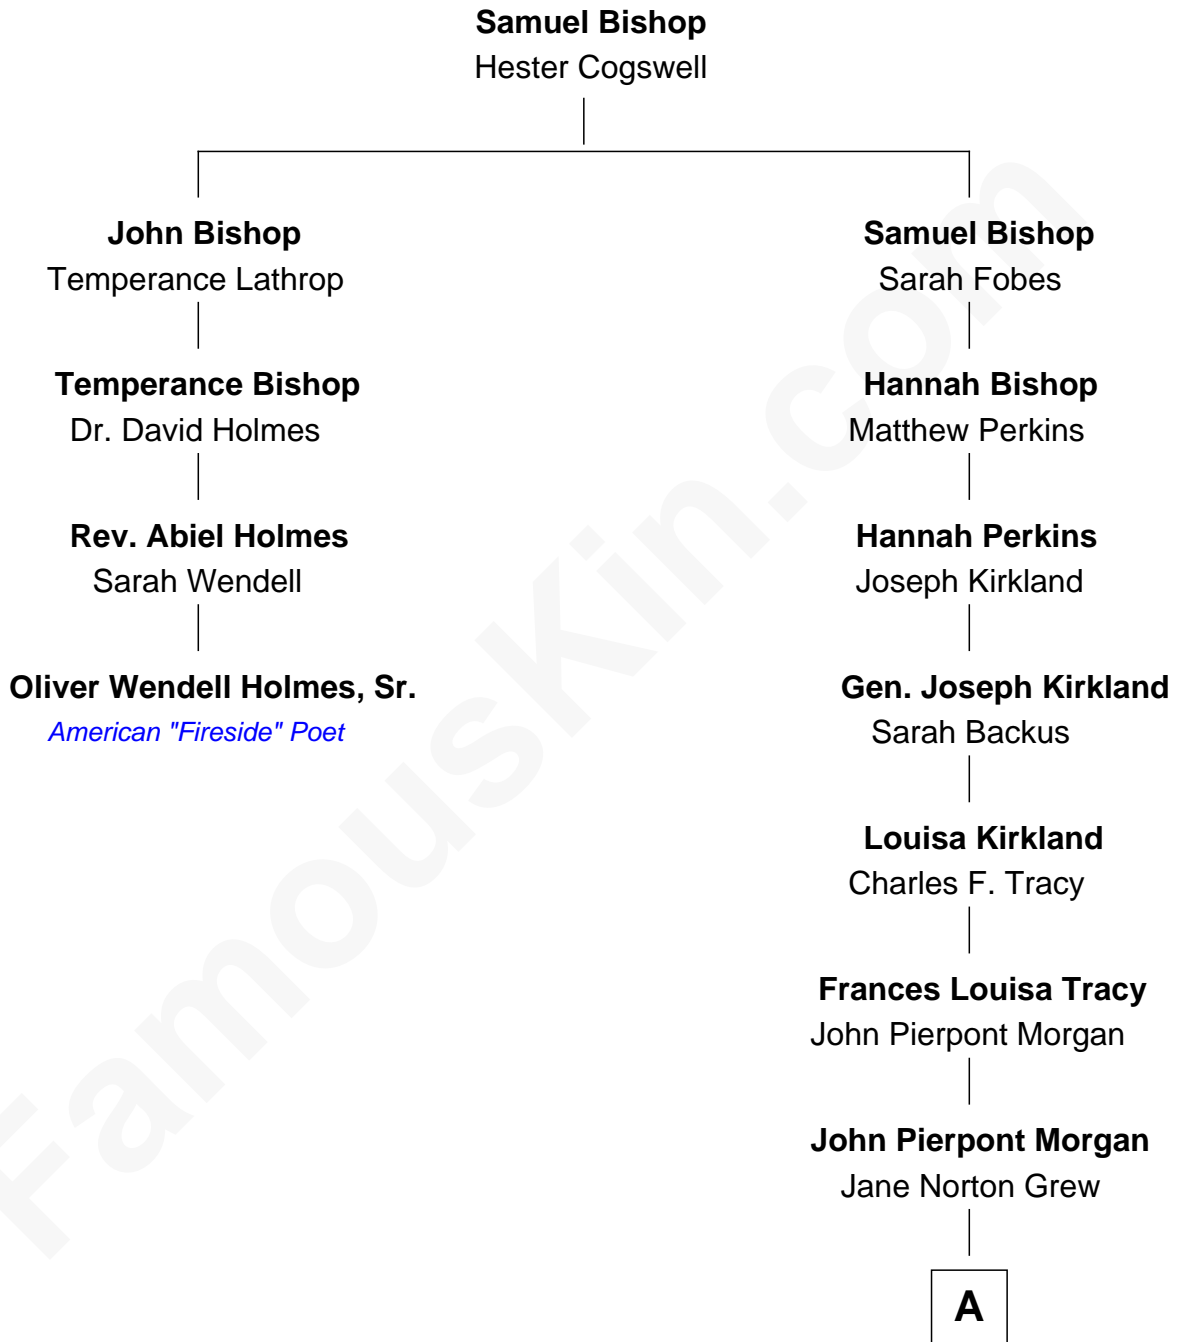 Samuel Bishop
Hester Cogswell
John Bishop
Temperance Lathrop
Samuel Bishop
Sarah Fobes
Temperance Bishop
Dr. David Holmes
Hannah Bishop
Matthew Perkins
Rev. Abiel Holmes
Sarah Wendell
Hannah Perkins
Joseph Kirkland
Oliver Wendell Holmes, Sr.
American "Fireside" Poet
Gen. Joseph Kirkland
Sarah Backus
Louisa Kirkland
Charles F. Tracy
Frances Louisa Tracy
John Pierpont Morgan
John Pierpont Morgan
Jane Norton Grew
A
FamousKin.com